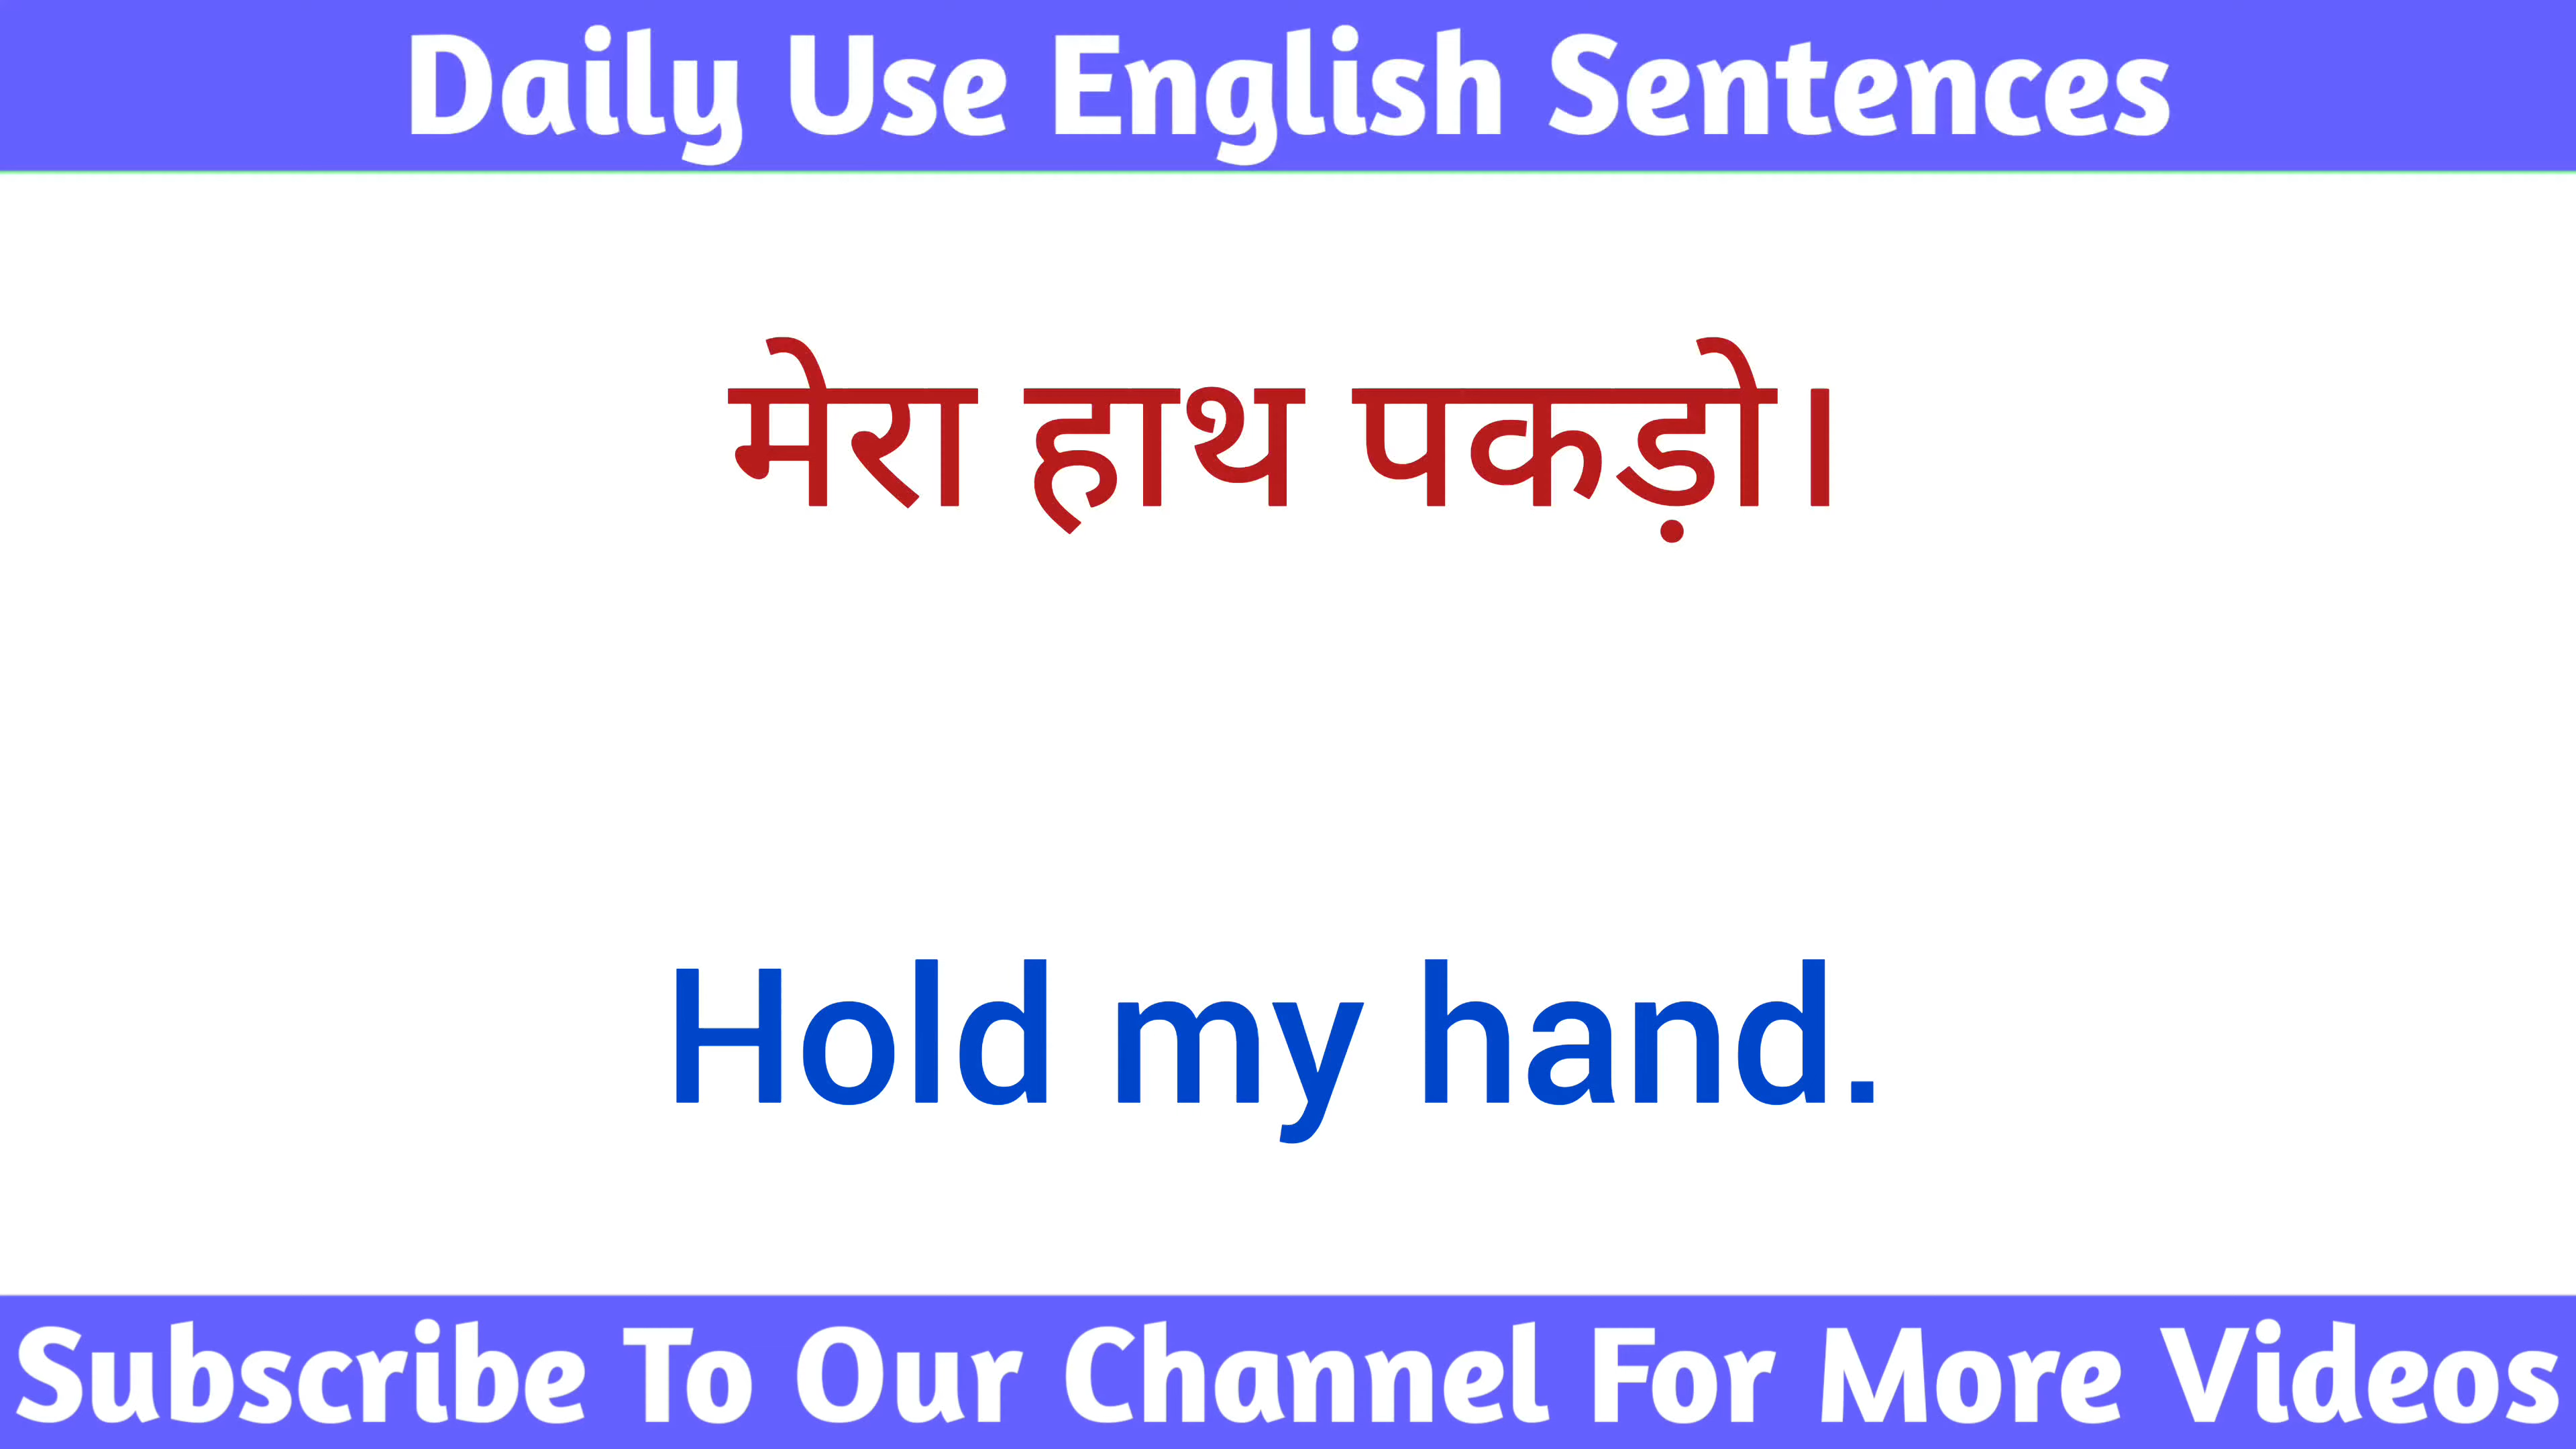 Daily Use English Sentences
मेरा हाथ पकड़ो।
Hold my hand.
Subscribe To Our Channel For More Videos